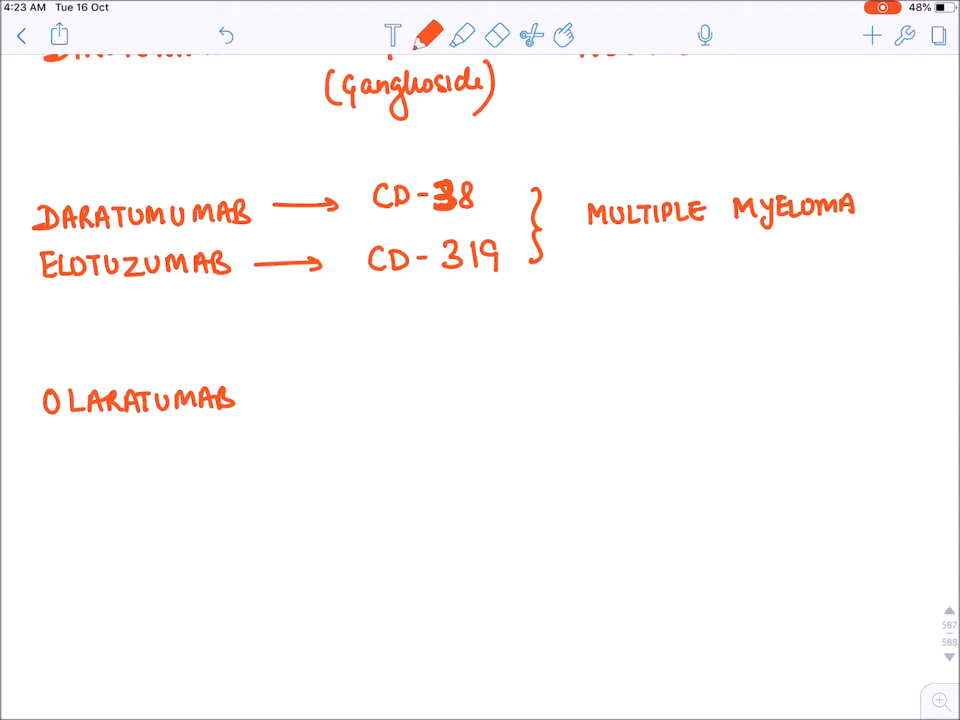 4:23 AM Tue 16 Oct
48%
T
(Ganglioside)
DARATUMUMAB → CD-38
MULTIPLE MYELOMA
ELOTUZUMAB → CD-319
OLARATUMAB
587
588